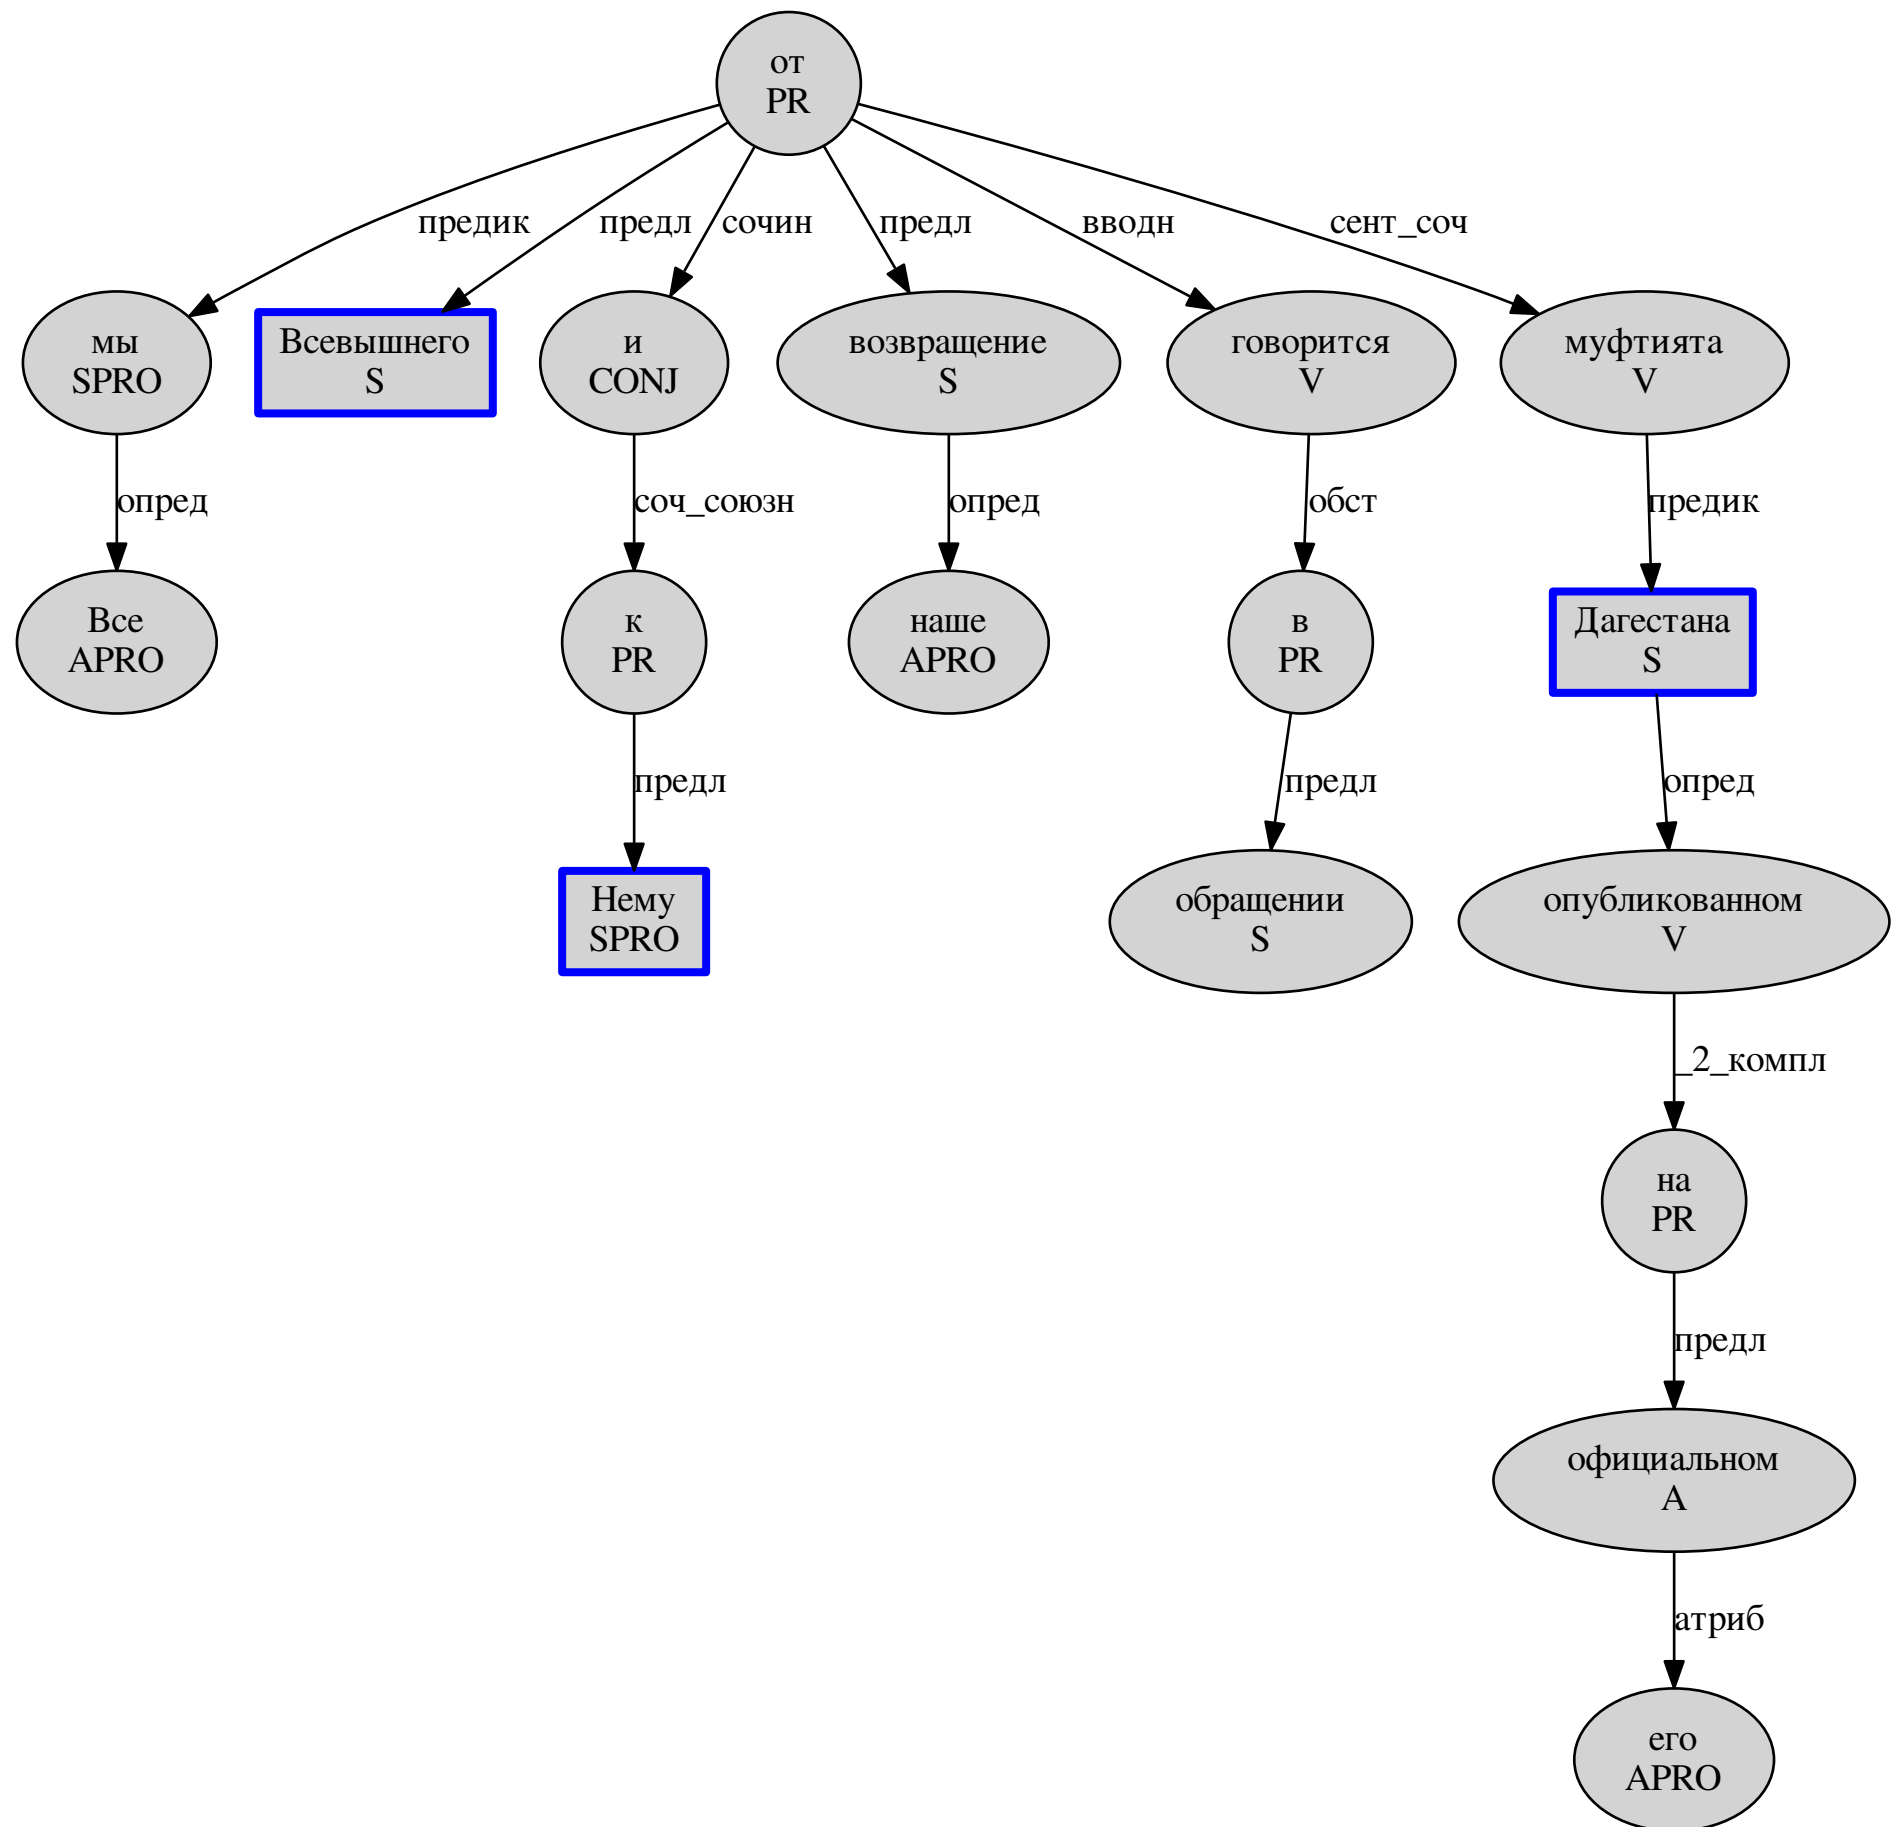 от
PR
предик
предл
сочин
предл
вводн
сент_соч
мы
SPRO
Всевышнего
S
и
CONJ
возвращение
S
говорится
V
муфтията
V
опред
соч_союзн
опред
обст
предик
Все
APRO
к
PR
наше
APRO
в
PR
Дагестана
S
предл
предл
опред
Нему
SPRO
обращении
S
опубликованном
V
_2_компл
на
PR
предл
официальном
A
атриб
его
APRO